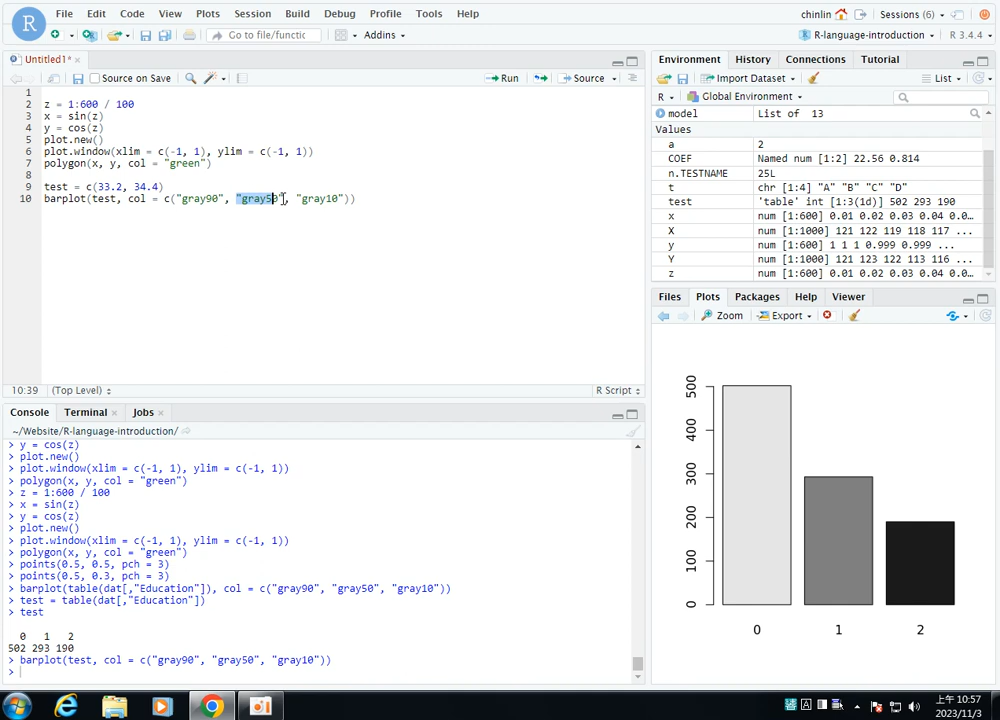 File Edit Code View Plots Session Build Debug Profile Tools Help
chinlin Sessions (6)
Go to file/functic Addins
R-language-introduction R 3.4.4
Untitled1*
Source on Save Run Source
1
2 z = 1:600 / 100
3 x = sin(z)
4 y = cos(z)
5 plot.new()
6 plot.window(xlim = c(-1, 1), ylim = c(-1, 1))
7 polygon(x, y, col = "green")
8
9 test = c(33.2, 34.4)
10 barplot(test, col = c("gray90", "gray50", "gray10"))
10:39 (Top Level) R Script
Console Terminal Jobs
~/Website/R-language-introduction/
> y = cos(z)
> plot.new()
> plot.window(xlim = c(-1, 1), ylim = c(-1, 1))
> polygon(x, y, col = "green")
> z = 1:600 / 100
> x = sin(z)
> y = cos(z)
> plot.new()
> plot.window(xlim = c(-1, 1), ylim = c(-1, 1))
> polygon(x, y, col = "green")
> points(0.5, 0.5, pch = 3)
> points(0.5, 0.3, pch = 3)
> barplot(table(dat[,"Education"]), col = c("gray90", "gray50", "gray10"))
> test = table(dat[,"Education"])
> test
0 1 2
502 293 190
> barplot(test, col = c("gray90", "gray50", "gray10"))
>
Environment History Connections Tutorial
Import Dataset List
R Global Environment
model List of 13
Values
a 2
COEF Named num [1:2] 22.56 0.814
n.TESTNAME 25L
t chr [1:4] "A" "B" "C" "D"
test 'table' int [1:3(1d)] 502 293 190
x num [1:600] 0.01 0.02 0.03 0.04 0.0…
X num [1:1000] 121 122 119 118 117 ...
y num [1:600] 1 1 1 0.999 0.999 ...
Y num [1:1000] 121 123 122 113 116 ...
z num [1:600] 0.01 0.02 0.03 0.04 0.0…
Files Plots Packages Help Viewer
Zoom Export
500
400
300
200
100
0
0 1 2
上午 10:57
2023/11/3